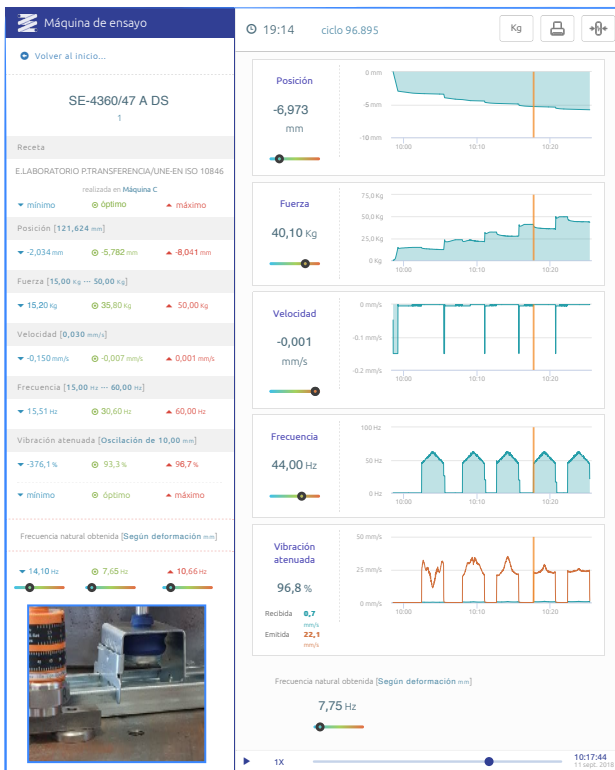 Máquina de ensayo
Volver al inicio...
SE-4360/47 A DS
1
Receta
E.LABORATORIO P.TRANSFERENCIA/UNE-EN ISO 10846
realizada en Máquina C
mínimo óptimo máximo
Posición [121,624 mm]
-2,034 mm -5,782 mm -8,041 mm
Fuerza [15,00 Kg --- 50,00 Kg]
15,20 Kg 35,80 Kg 50,00 Kg
Velocidad [0,030 mm/s]
-0,150 mm/s -0,007 mm/s 0,001 mm/s
Frecuencia [15,00 Hz --- 60,00 Hz]
15,51 Hz 30,60 Hz 60,00 Hz
Vibración atenuada [Oscilación de 10,00 mm]
-376,1 % 93,3 % 96,7 %
mínimo óptimo máximo
Frecuencia natural obtenida [Según deformación mm]
14,10 Hz 7,65 Hz 10,66 Hz
19:14 ciclo 96.895 Kg
Posición
-6,973
mm
0 mm
-5 mm
-10 mm
10:00 10:10 10:20
Fuerza
40,10 Kg
75,0 Kg
50,0 Kg
25,0 Kg
0 Kg
10:00 10:10 10:20
Velocidad
-0,001
mm/s
0 mm/s
-0.1 mm/s
-0.2 mm/s
10:00 10:10 10:20
Frecuencia
44,00 Hz
100 Hz
50 Hz
0 Hz
10:00 10:10 10:20
Vibración
atenuada
96,8 %
Recibida 0,7
mm/s
Emitida 22,1
mm/s
50 mm/s
25 mm/s
0 mm/s
10:00 10:10 10:20
Frecuencia natural obtenida [Según deformación mm]
7,75 Hz
1X
10:17:44
11 sept. 2018